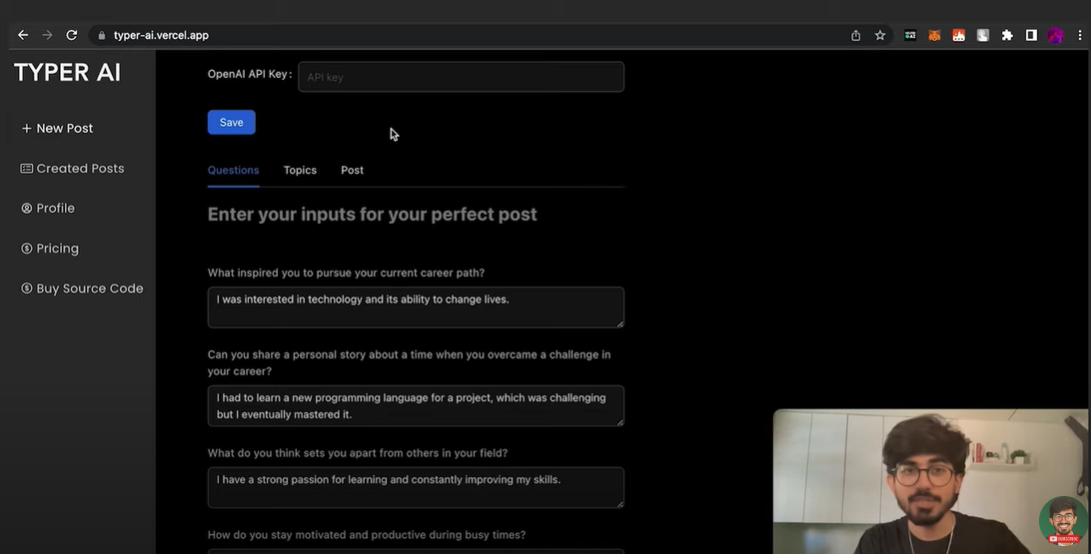 typer-ai.vercel.app
TYPER AI
New Post
Created Posts
Profile
Pricing
Buy Source Code
OpenAI API Key:
API key
Save
Questions Topics Post
Enter your inputs for your perfect post
What inspired you to pursue your current career path?
I was interested in technology and its ability to change lives.
Can you share a personal story about a time when you overcame a challenge in
your career?
I had to learn a new programming language for a project, which was challenging
but I eventually mastered it.
What do you think sets you apart from others in your field?
I have a strong passion for learning and constantly improving my skills.
How do you stay motivated and productive during busy times?
SUBSCRIBE